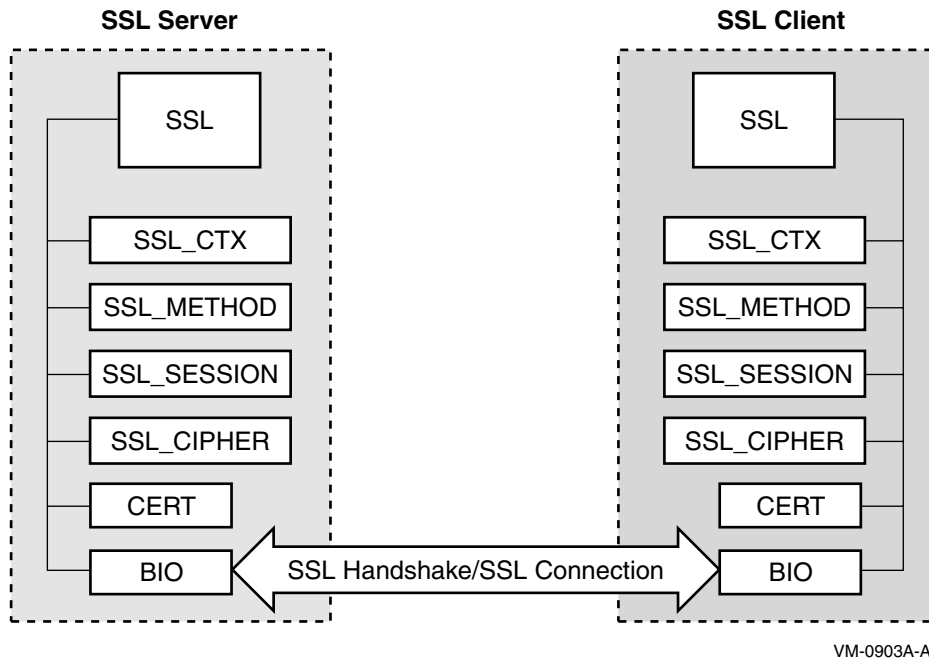 SSL Server
SSL Client
SSL
SSL
SSL_CTX
SSL_CTX
SSL_METHOD
SSL_METHOD
SSL_SESSION
SSL_SESSION
SSL_CIPHER
SSL_CIPHER
CERT
CERT
BIO
SSL Handshake/SSL Connection
BIO
VM-0903A-AI